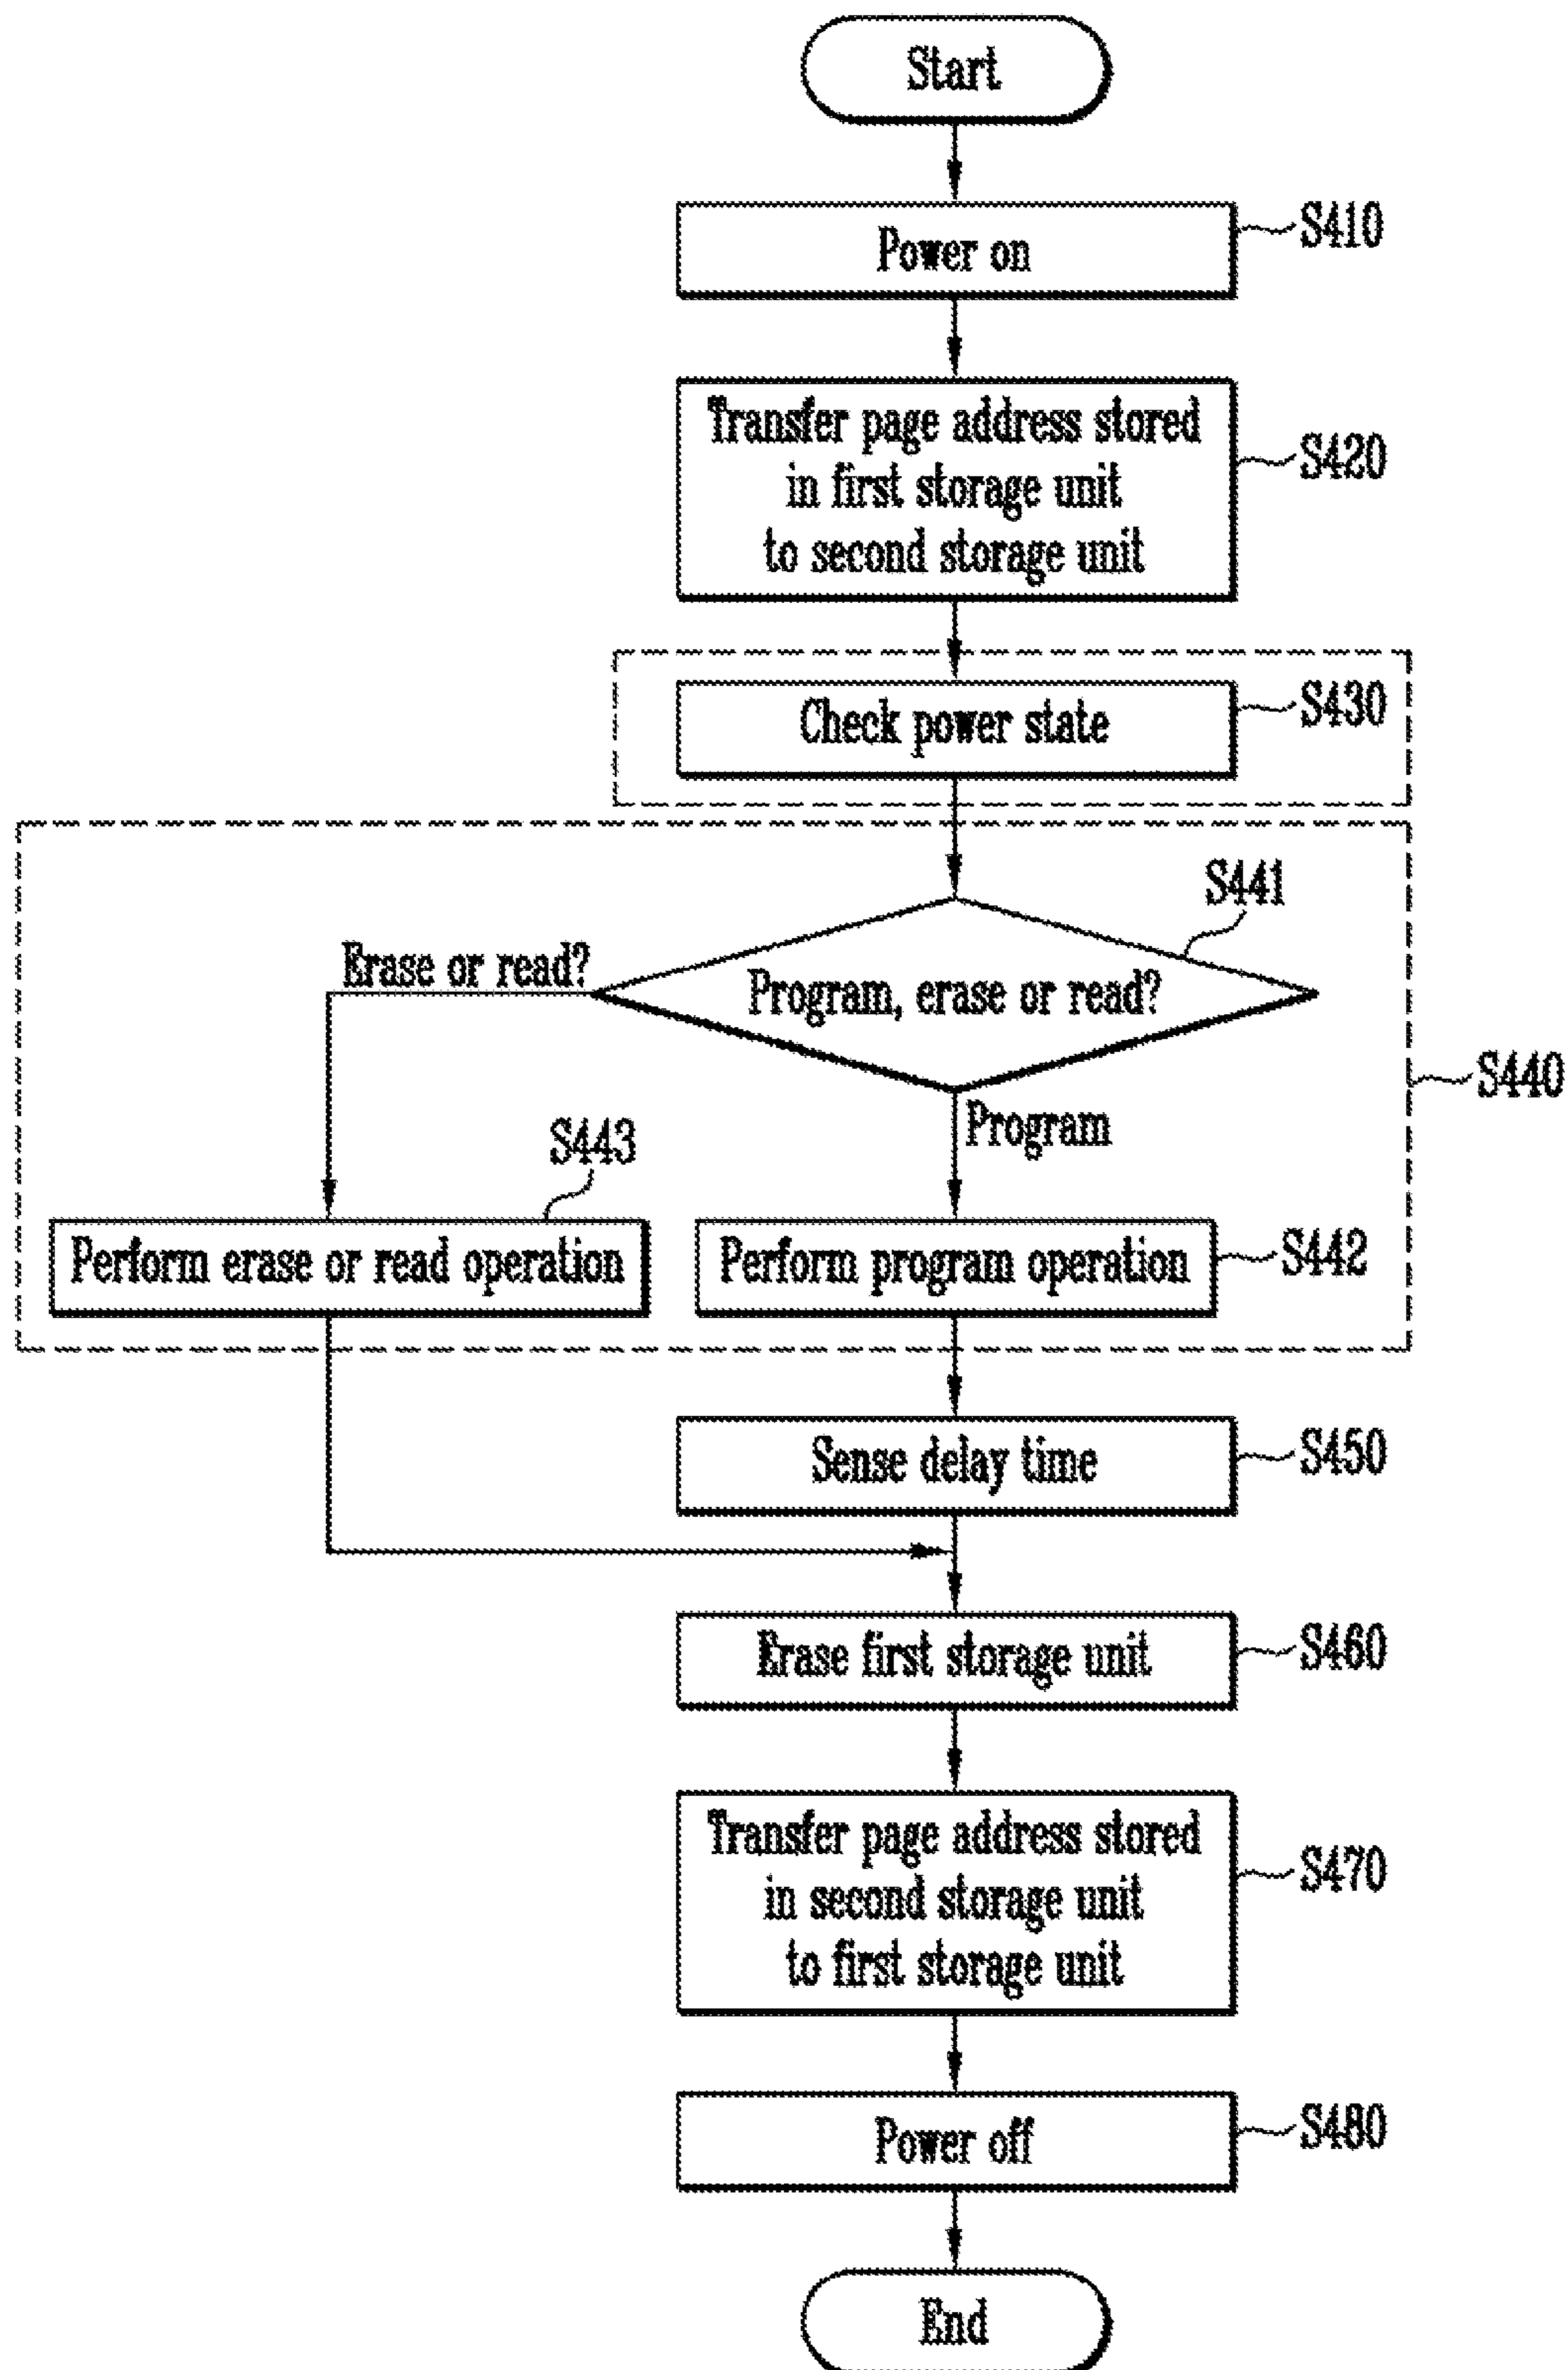 Start
Power on
S410
Transfer page address stored
in first storage unit
to second storage unit
S420
Check power state
S430
S441
Erase or read?
Program, erase or read?
S440
Program
S443
Perform erase or read operation
Perform program operation
S442
Sense delay time
S450
Erase first storage unit
S460
Transfer page address stored
in second storage unit
to first storage unit
S470
Power off
S480
End